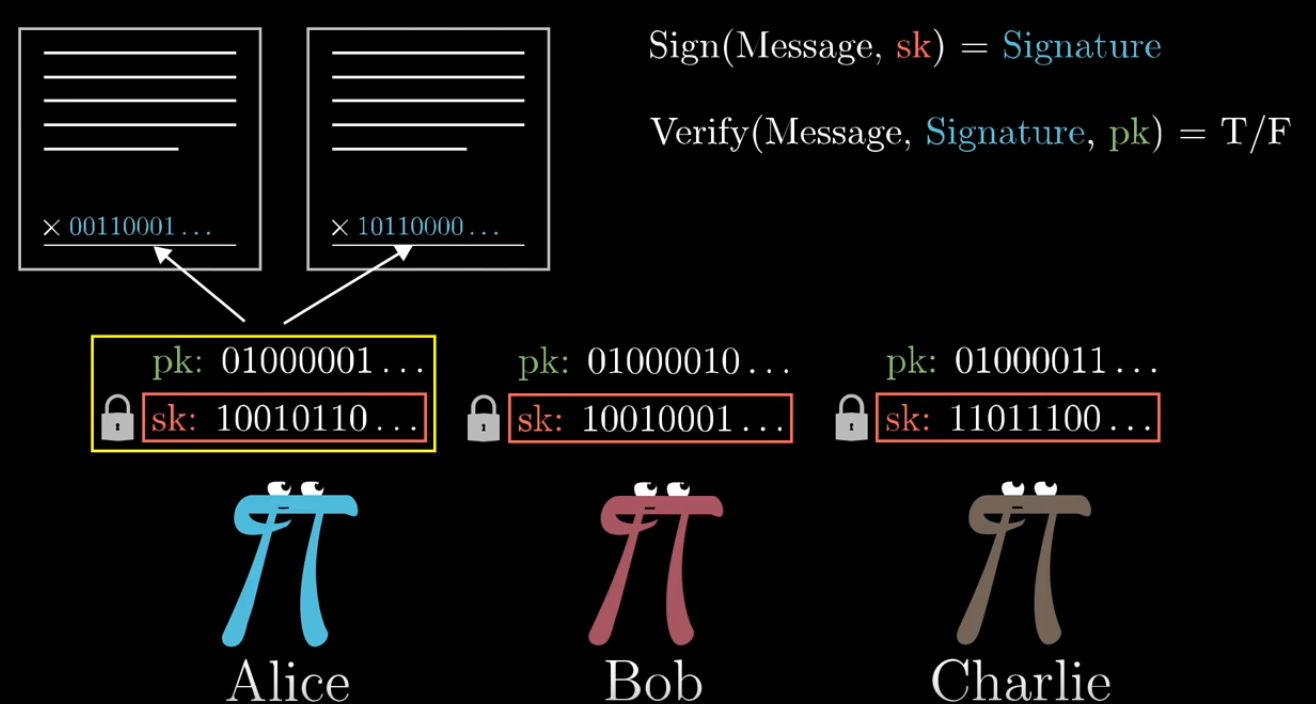 Sign(Message, sk) = Signature
Verify(Message, Signature, pk) = T/F
× 00110001... × 10110000...
pk: 01000001... pk: 01000010... pk: 01000011...
sk: 10010110... sk: 10010001... sk: 11011100...
Alice Bob Charlie